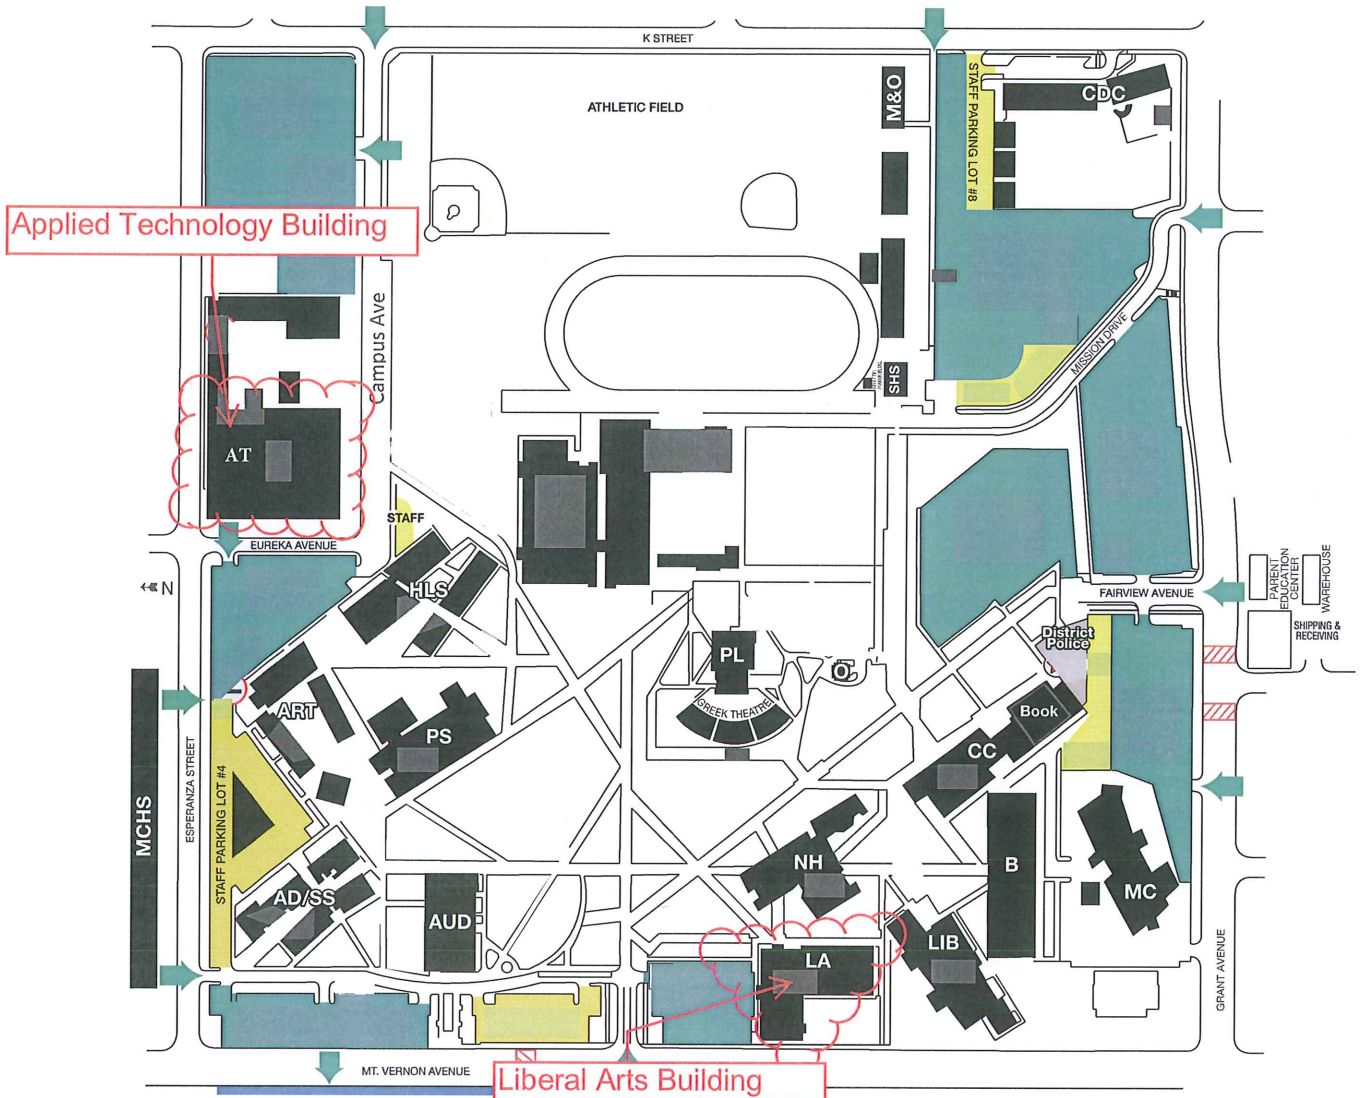 K STREET
ATHLETIC FIELD
M&O
STAFF PARKING LOT #8
CDC
Applied Technology Building
Campus Ave
MISSION DRIVE
SHS
AT
STAFF
EUREKA AVENUE
N
HLS
FAIRVIEW AVENUE
PARENT
EDUCATION
CENTER
WAREHOUSE
SHIPPING &
RECEIVING
District
Police
PL
O
GREEK THEATRE
ART
PS
Book
CC
MCHS
ESPERANZA STREET
STAFF PARKING LOT #4
NH
B
MC
AD/SS
AUD
LIB
LA
GRANT AVENUE
MT. VERNON AVENUE
Liberal Arts Building